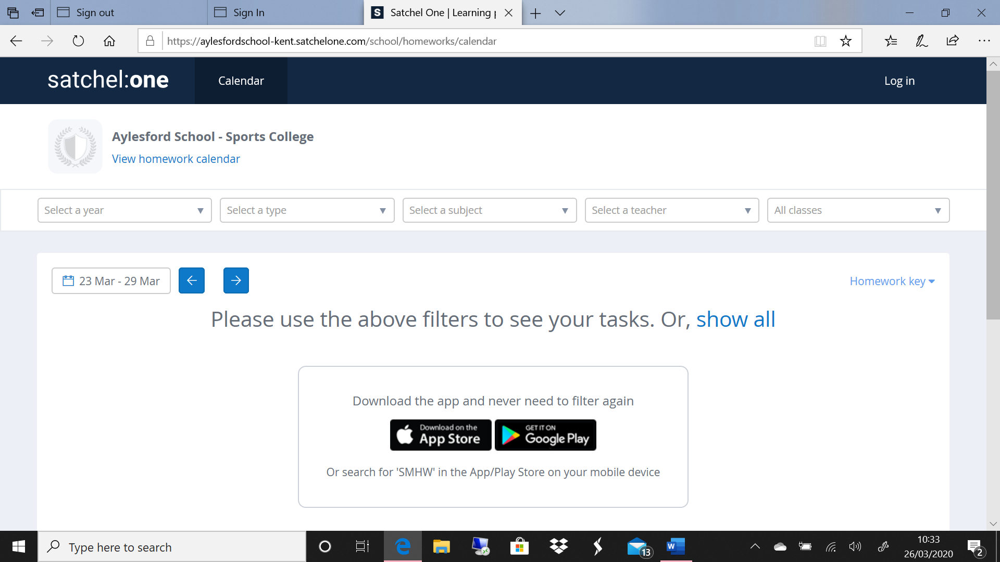 Sign out
Sign In
Satchel One | Learning p
https://aylesfordschool-kent.satchelone.com/school/homeworks/calendar
satchel:one
Calendar
Log in
Aylesford School - Sports College
View homework calendar
Select a year
Select a type
Select a subject
Select a teacher
All classes
23 Mar - 29 Mar
Homework key
Please use the above filters to see your tasks. Or, show all
Download the app and never need to filter again
Download on the
App Store
GET IT ON
Google Play
Or search for 'SMHW' in the App/Play Store on your mobile device
Type here to search
13
10:33
26/03/2020
2